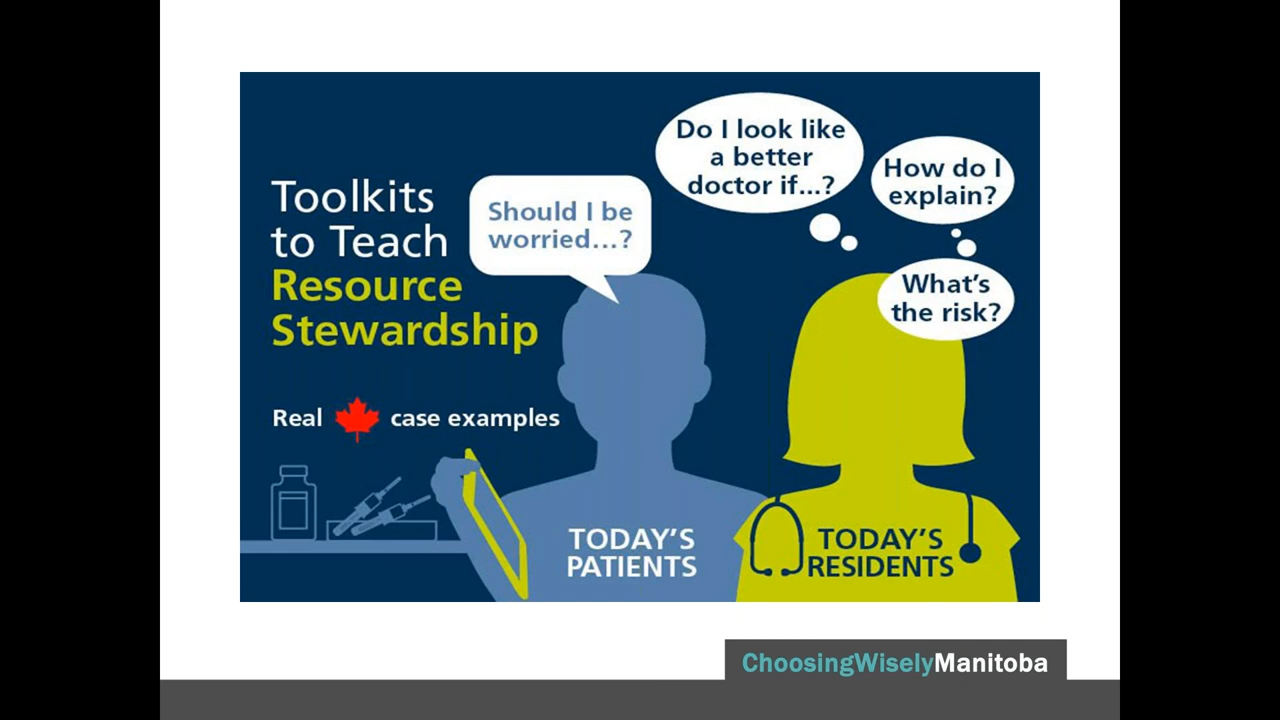 Toolkits
to Teach
Resource
Stewardship
Real case examples
Should I be
worried...?
Do I look like
a better
doctor if...?
How do I
explain?
What's
the risk?
TODAY'S
PATIENTS
TODAY'S
RESIDENTS
ChoosingWiselyManitoba